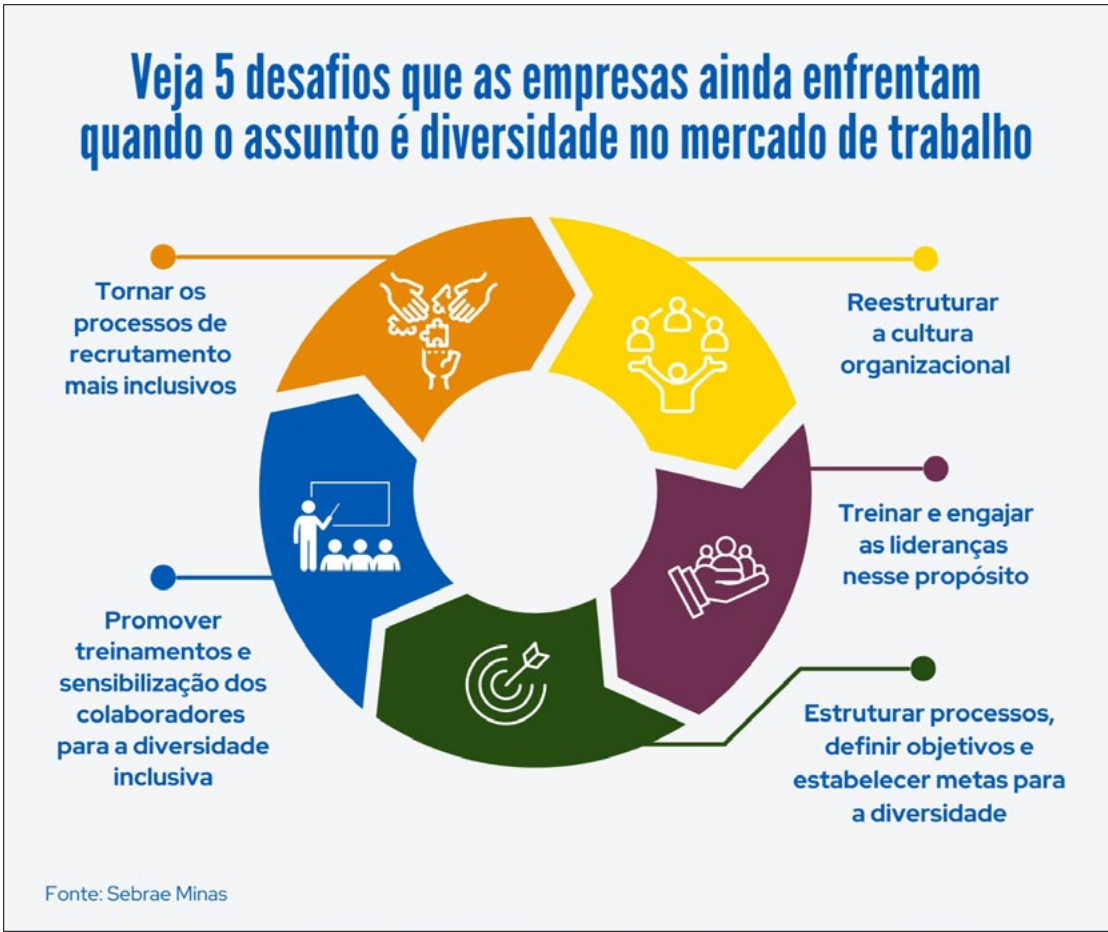 Veja 5 desafios que as empresas ainda enfrentam
quando o assunto é diversidade no mercado de trabalho
Tornar os
processos de
recrutamento
mais inclusivos
Reestruturar
a cultura
organizacional
Treinar e engajar
as lideranças
nesse propósito
Promover
treinamentos e
sensibilização dos
colaboradores
para a diversidade
inclusiva
Estruturar processos,
definir objetivos e
estabelecer metas para
a diversidade
Fonte: Sebrae Minas